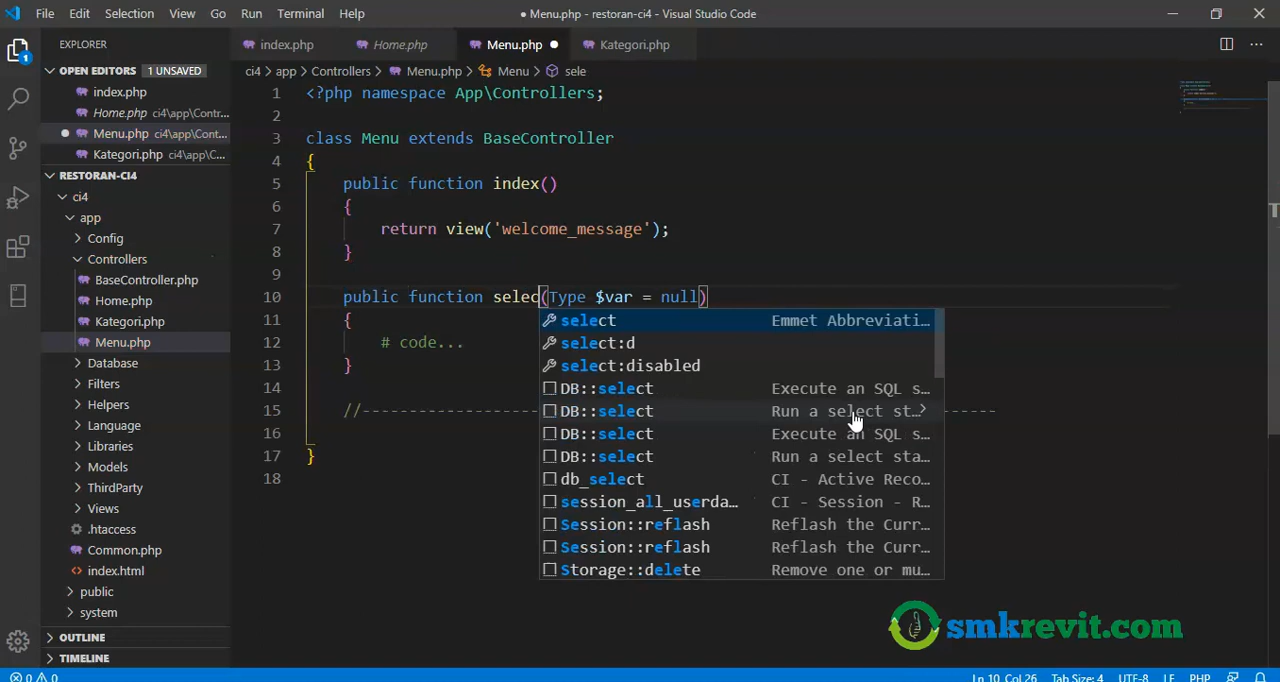 File Edit Selection View Go Run Terminal Help
● Menu.php - restoran-ci4 - Visual Studio Code
EXPLORER
OPEN EDITORS 1 UNSAVED
index.php
Home.php ci4\app\Contr...
Menu.php ci4\app\Cont...
Kategori.php ci4\app\C...
RESTORAN-CI4
ci4
app
Config
Controllers
BaseController.php
Home.php
Kategori.php
Menu.php
Database
Filters
Helpers
Language
Libraries
Models
ThirdParty
Views
.htaccess
Common.php
index.html
public
system
OUTLINE
TIMELINE
1
index.php Home.php Menu.php ● Kategori.php
ci4 > app > Controllers > Menu.php > Menu > sele
1 <?php namespace App\Controllers;
2
3 class Menu extends BaseController
4 {
5 public function index()
6 {
7 return view('welcome_message');
8 }
9
10 public function selec(Type $var = null)
11 {
12 # code...
13 }
14
15 //------------------------------
16
17 }
18
select Emmet Abbreviati...
select:d
select:disabled
DB::select Execute an SQL s...
DB::select Run a select st...
DB::select Execute an SQL s...
DB::select Run a select sta...
db_select CI - Active Reco...
session_all_userda... CI - Session - R...
Session::reflash Reflash the Curr...
Session::reflash Reflash the Curr...
Storage::delete Remove one or mu...
smkrevit.com
0 0 Ln 10, Col 26 Tab Size: 4 UTF-8 LF PHP